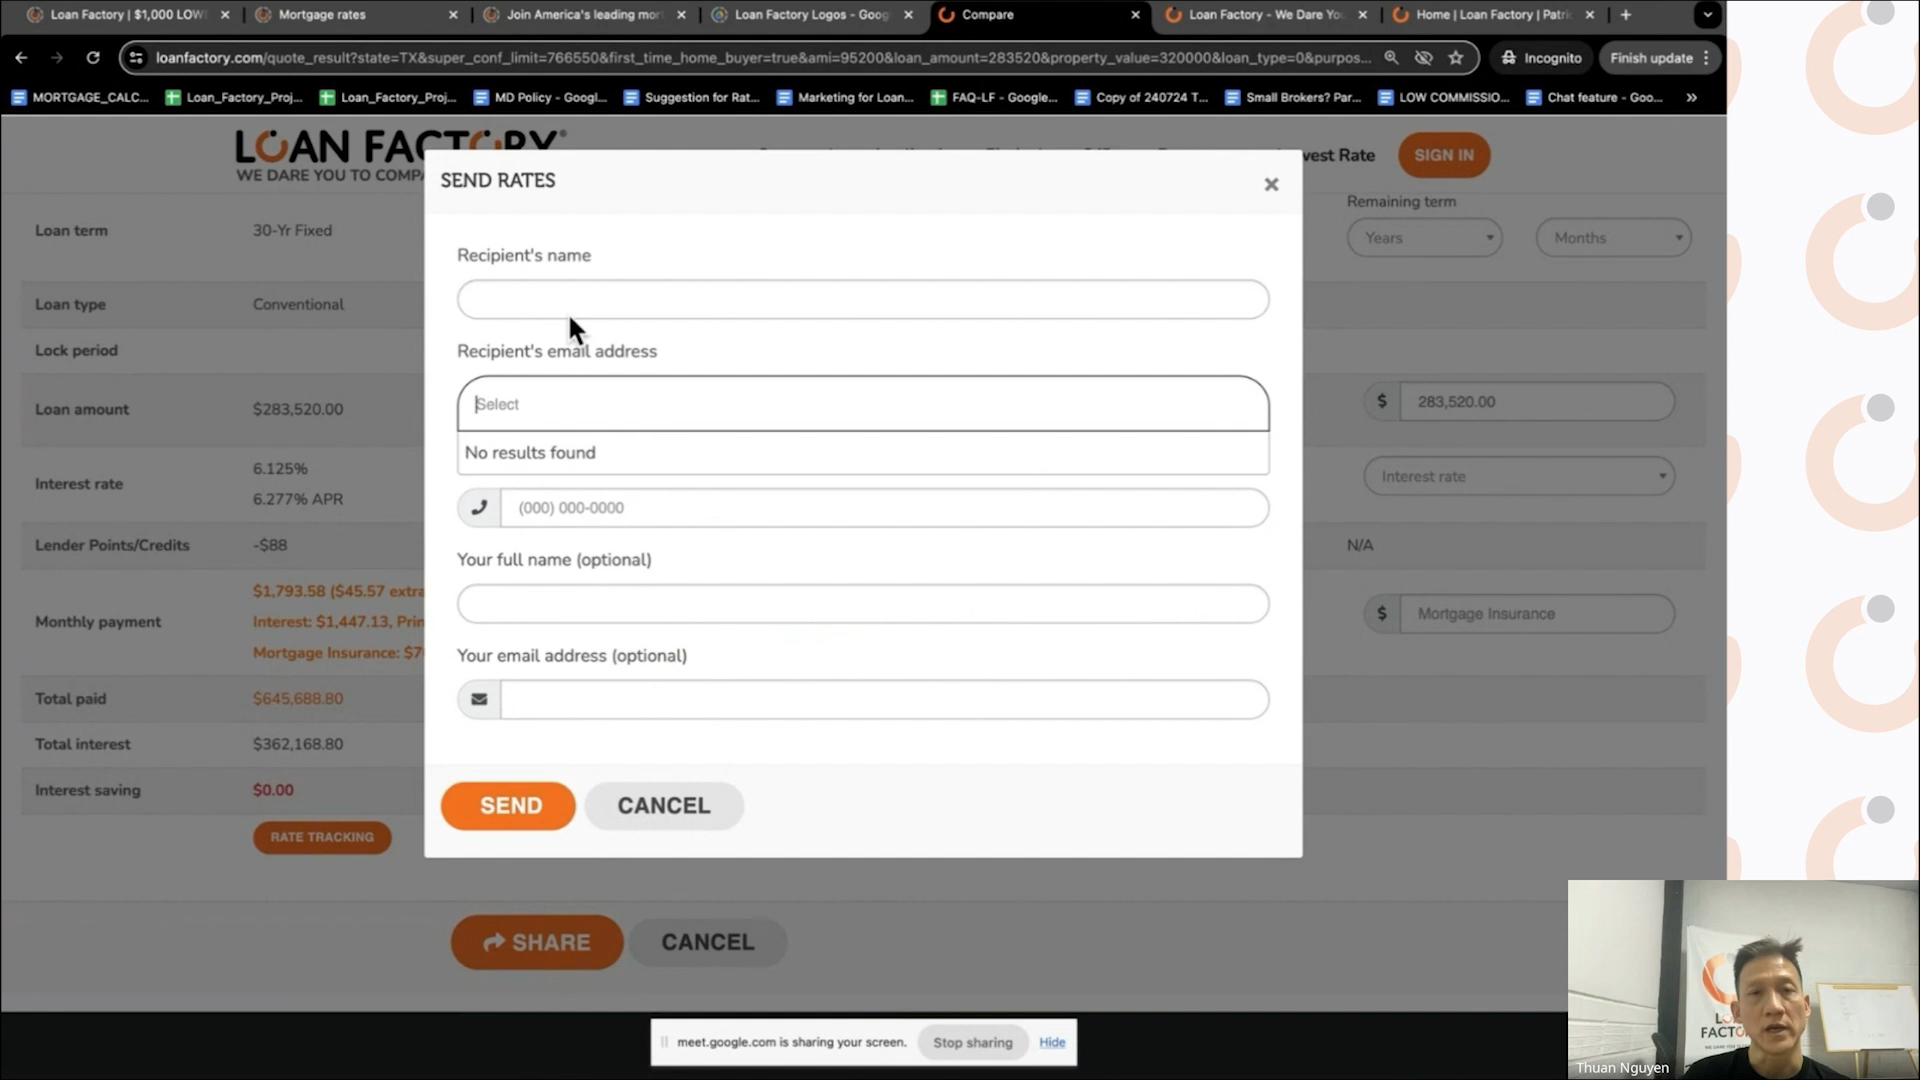 Loan Factory | $1,000 LOW
Mortgage rates
Join America's leading mor
Loan Factory Logos - Goog
Compare
Loan Factory - We Dare Yo
Home | Loan Factory | Patri
loanfactory.com/quote_result?state=TX&super_conf_limit=766550&first_time_home_buyer=true&ami=95200&loan_amount=283520&property_value=320000&loan_type=0&purpos...
Incognito
Finish update
MORTGAGE_CALC...
Loan_Factory_Proj...
Loan_Factory_Proj...
MD Policy - Googl...
Suggestion for Rat...
Marketing for Loan...
FAQ-LF - Google...
Copy of 240724 T...
Small Brokers? Par...
LOW COMMISSIO...
Chat feature - Goo...
LOAN FACTORY®
WE DARE YOU TO COMPA
vest Rate
SIGN IN
SEND RATES
×
Recipient's name
Recipient's email address
Select
No results found
(000) 000-0000
Your full name (optional)
Your email address (optional)
SEND
CANCEL
Loan term
30-Yr Fixed
Remaining term
Years
Months
Loan type
Conventional
Lock period
Loan amount
$283,520.00
$
283,520.00
Interest rate
6.125%
6.277% APR
Interest rate
Lender Points/Credits
-$88
N/A
Monthly payment
$1,793.58 ($45.57 extra
Interest: $1,447.13, Prin
Mortgage Insurance: $7
$
Mortgage Insurance
Total paid
$645,688.80
Total interest
$362,168.80
Interest saving
$0.00
RATE TRACKING
SHARE
CANCEL
meet.google.com is sharing your screen.
Stop sharing
Hide
FACTO
Thuan Nguyen